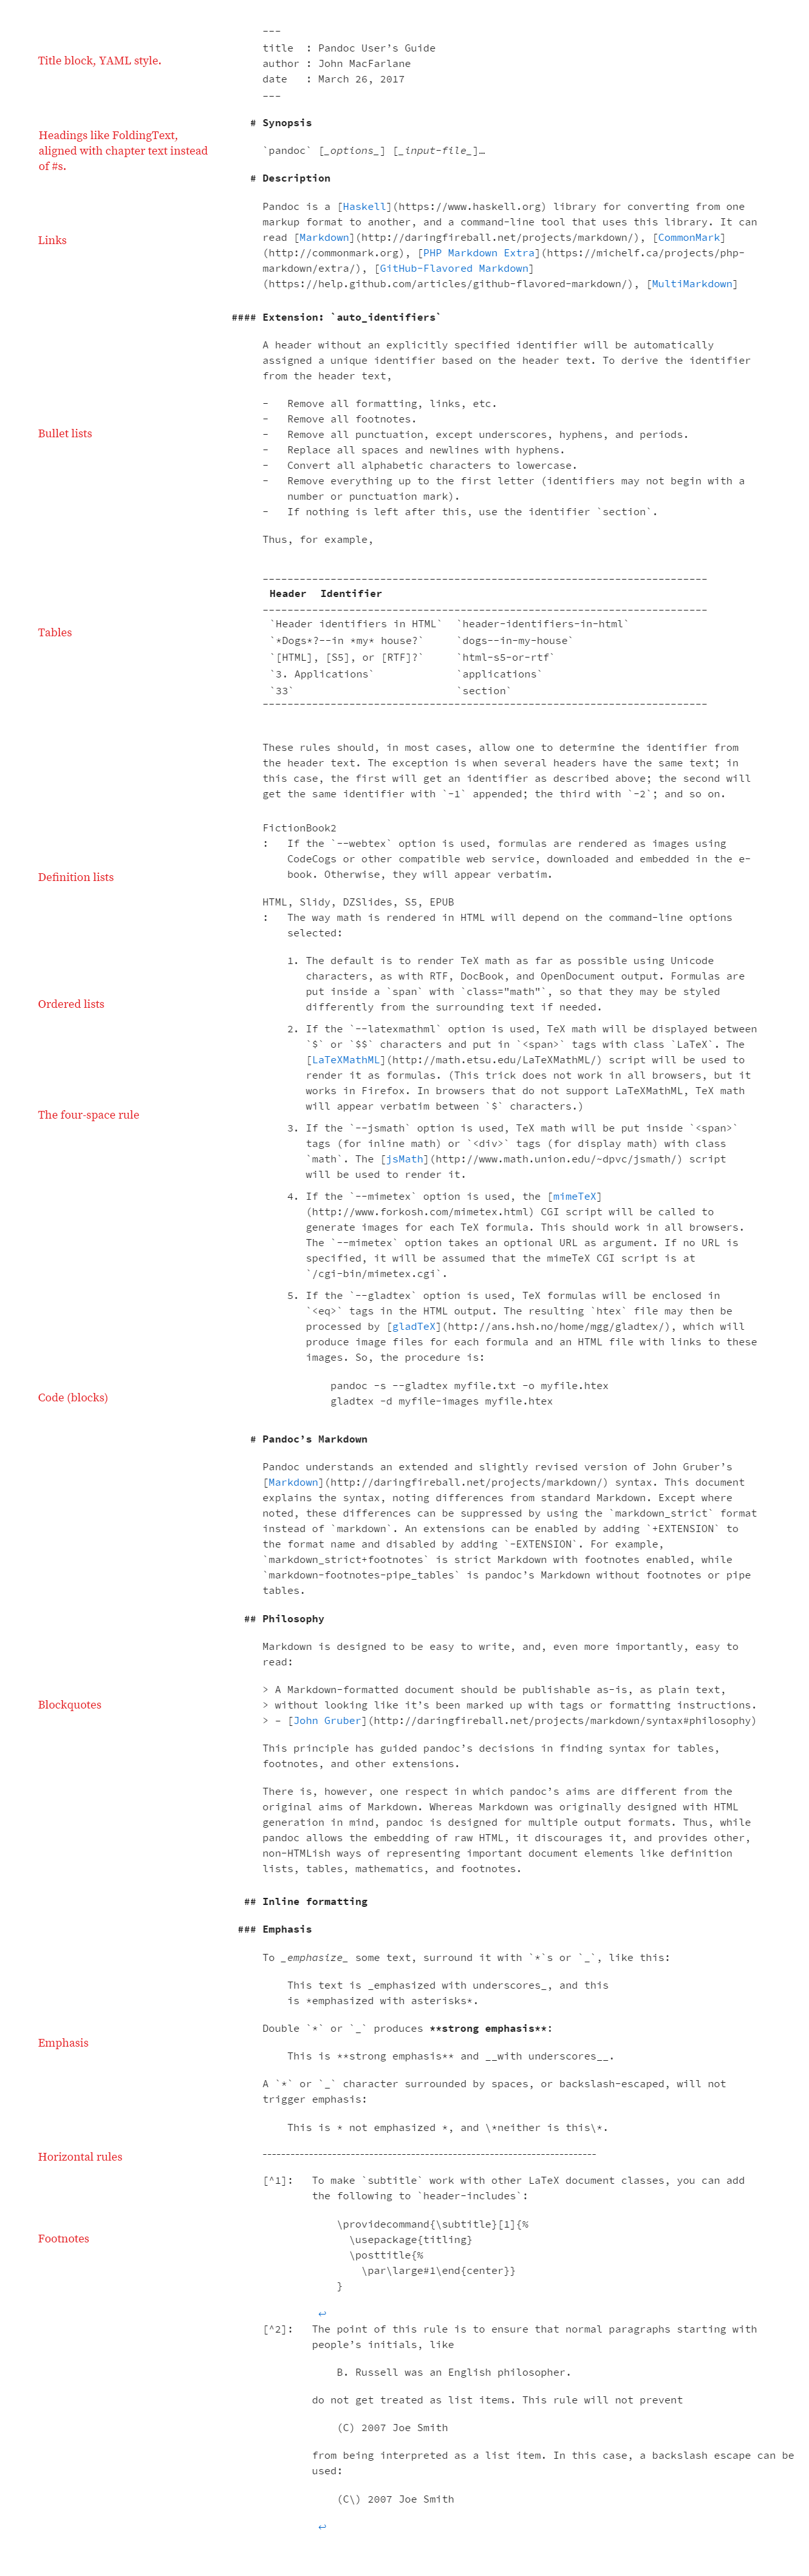 ---
Title block, YAML style.
title  : Pandoc User’s Guide
author : John MacFarlane
date   : March 26, 2017
---
# Synopsis
Headings like FoldingText,
aligned with chapter text instead
of #s.
`pandoc` [_options_] [_input-file_]…
# Description
Pandoc is a [Haskell](https://www.haskell.org) library for converting from one
markup format to another, and a command-line tool that uses this library. It can
Links
read [Markdown](http://daringfireball.net/projects/markdown/), [CommonMark]
(http://commonmark.org), [PHP Markdown Extra](https://michelf.ca/projects/php-
markdown/extra/), [GitHub-Flavored Markdown]
(https://help.github.com/articles/github-flavored-markdown/), [MultiMarkdown]
#### Extension: `auto_identifiers`
A header without an explicitly specified identifier will be automatically
assigned a unique identifier based on the header text. To derive the identifier
from the header text,
-   Remove all formatting, links, etc.
-   Remove all footnotes.
Bullet lists
-   Remove all punctuation, except underscores, hyphens, and periods.
-   Replace all spaces and newlines with hyphens.
-   Convert all alphabetic characters to lowercase.
-   Remove everything up to the first letter (identifiers may not begin with a
number or punctuation mark).
-   If nothing is left after this, use the identifier `section`.
Thus, for example,
------------------------------------------------------------------------
Header  Identifier
------------------------------------------------------------------------
Tables
`Header identifiers in HTML`  `header-identifiers-in-html`
`*Dogs*?--in *my* house?`     `dogs--in-my-house`
`[HTML], [S5], or [RTF]?`     `html-s5-or-rtf`
`3. Applications`             `applications`
`33`                          `section`
------------------------------------------------------------------------
These rules should, in most cases, allow one to determine the identifier from
the header text. The exception is when several headers have the same text; in
this case, the first will get an identifier as described above; the second will
get the same identifier with `-1` appended; the third with `-2`; and so on.
FictionBook2
:   If the `--webtex` option is used, formulas are rendered as images using
CodeCogs or other compatible web service, downloaded and embedded in the e-
book. Otherwise, they will appear verbatim.
Definition lists
HTML, Slidy, DZSlides, S5, EPUB
:   The way math is rendered in HTML will depend on the command-line options
selected:
1. The default is to render TeX math as far as possible using Unicode
characters, as with RTF, DocBook, and OpenDocument output. Formulas are
put inside a `span` with `class="math"`, so that they may be styled
differently from the surrounding text if needed.
Ordered lists
2. If the `--latexmathml` option is used, TeX math will be displayed between
`$` or `$$` characters and put in `<span>` tags with class `LaTeX`. The
[LaTeXMathML](http://math.etsu.edu/LaTeXMathML/) script will be used to
render it as formulas. (This trick does not work in all browsers, but it
works in Firefox. In browsers that do not support LaTeXMathML, TeX math
will appear verbatim between `$` characters.)
The four-space rule
3. If the `--jsmath` option is used, TeX math will be put inside `<span>`
tags (for inline math) or `<div>` tags (for display math) with class
`math`. The [jsMath](http://www.math.union.edu/~dpvc/jsmath/) script
will be used to render it.
4. If the `--mimetex` option is used, the [mimeTeX]
(http://www.forkosh.com/mimetex.html) CGI script will be called to
generate images for each TeX formula. This should work in all browsers.
The `--mimetex` option takes an optional URL as argument. If no URL is
specified, it will be assumed that the mimeTeX CGI script is at
`/cgi-bin/mimetex.cgi`.
5. If the `--gladtex` option is used, TeX formulas will be enclosed in
`<eq>` tags in the HTML output. The resulting `htex` file may then be
processed by [gladTeX](http://ans.hsh.no/home/mgg/gladtex/), which will
produce image files for each formula and an HTML file with links to these
images. So, the procedure is:
pandoc -s --gladtex myfile.txt -o myfile.htex
Code (blocks)
gladtex -d myfile-images myfile.htex
# Pandoc’s Markdown
Pandoc understands an extended and slightly revised version of John Gruber’s
[Markdown](http://daringfireball.net/projects/markdown/) syntax. This document
explains the syntax, noting differences from standard Markdown. Except where
noted, these differences can be suppressed by using the `markdown_strict` format
instead of `markdown`. An extensions can be enabled by adding `+EXTENSION` to
the format name and disabled by adding `-EXTENSION`. For example,
`markdown_strict+footnotes` is strict Markdown with footnotes enabled, while
`markdown-footnotes-pipe_tables` is pandoc’s Markdown without footnotes or pipe
tables.
## Philosophy
Markdown is designed to be easy to write, and, even more importantly, easy to
read:
> A Markdown-formatted document should be publishable as-is, as plain text,
Blockquotes
> without looking like it’s been marked up with tags or formatting instructions.
> – [John Gruber](http://daringfireball.net/projects/markdown/syntax#philosophy)
This principle has guided pandoc’s decisions in finding syntax for tables,
footnotes, and other extensions.
There is, however, one respect in which pandoc’s aims are different from the
original aims of Markdown. Whereas Markdown was originally designed with HTML
generation in mind, pandoc is designed for multiple output formats. Thus, while
pandoc allows the embedding of raw HTML, it discourages it, and provides other,
non-HTMLish ways of representing important document elements like definition
lists, tables, mathematics, and footnotes.
## Inline formatting
### Emphasis
To _emphasize_ some text, surround it with `*`s or `_`, like this:
This text is _emphasized with underscores_, and this
is *emphasized with asterisks*.
Double `*` or `_` produces **strong emphasis**:
Emphasis
This is **strong emphasis** and __with underscores__.
A `*` or `_` character surrounded by spaces, or backslash-escaped, will not
trigger emphasis:
This is * not emphasized *, and \*neither is this\*.
Horizontal rules
------------------------------------------------------------------------
[^1]:   To make `subtitle` work with other LaTeX document classes, you can add
the following to `header-includes`:
\providecommand{\subtitle}[1]{%
Footnotes
\usepackage{titling}
\posttitle{%
\par\large#1\end{center}}
}
↩
[^2]:   The point of this rule is to ensure that normal paragraphs starting with
people’s initials, like
B. Russell was an English philosopher.
do not get treated as list items. This rule will not prevent
(C) 2007 Joe Smith
from being interpreted as a list item. In this case, a backslash escape can be
used:
(C\) 2007 Joe Smith
↩